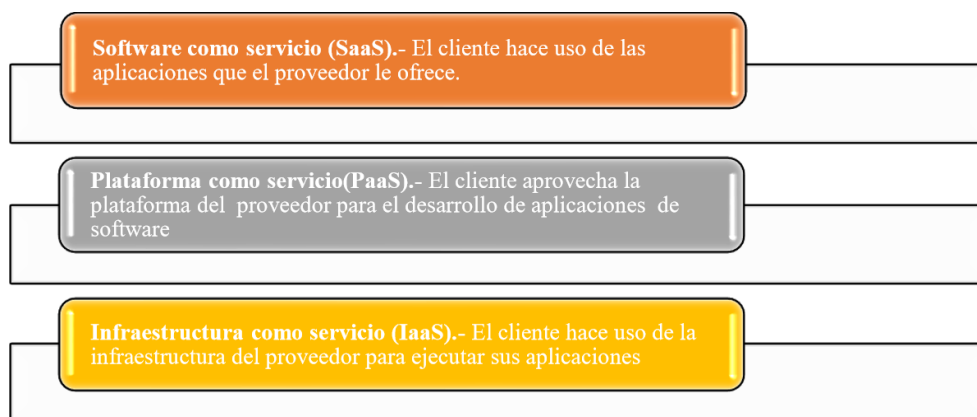 Software como servicio (SaaS).- El cliente hace uso de las
aplicaciones que el proveedor le ofrece.
Plataforma como servicio(PaaS).- El cliente aprovecha la
plataforma del proveedor para el desarrollo de aplicaciones de
software
Infraestructura como servicio (IaaS).- El cliente hace uso de la
infraestructura del proveedor para ejecutar sus aplicaciones